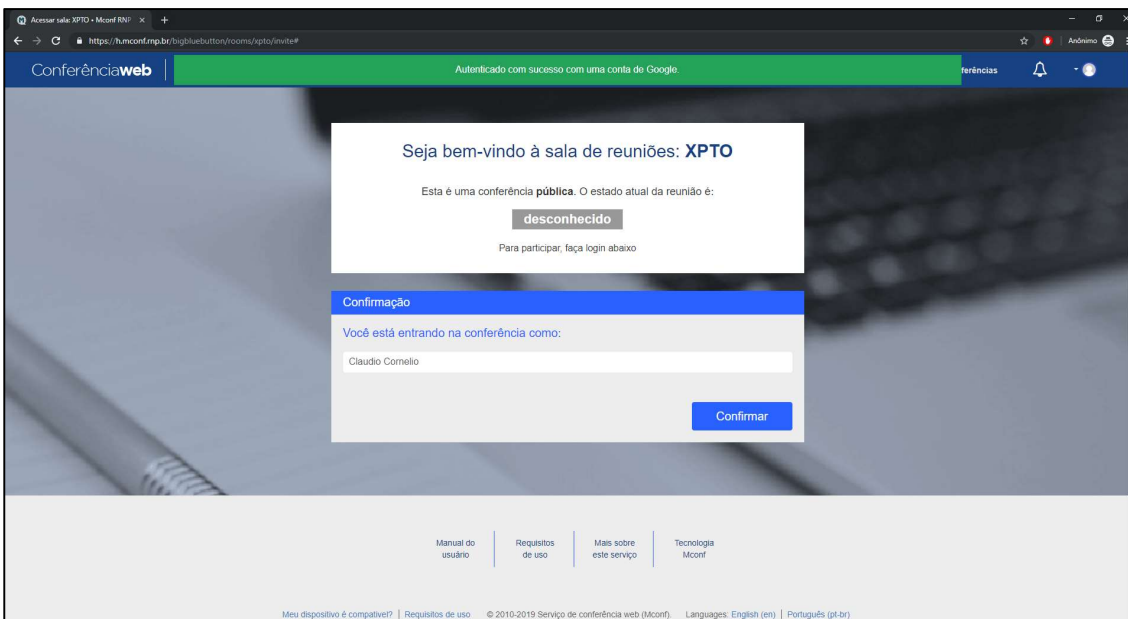 Acessar sala: XPTO • Mconf RNP
https://h.mconf.rnp.br/bigbluebutton/rooms/xpto/invite#
Anônimo
Conferênciaweb
Autenticado com sucesso com uma conta de Google.
ferências
Seja bem-vindo à sala de reuniões: XPTO
Esta é uma conferência pública. O estado atual da reunião é:
desconhecido
Para participar, faça login abaixo
Confirmação
Você está entrando na conferência como:
Claudio Cornelio
Confirmar
Manual do usuário
Requisitos de uso
Mais sobre este serviço
Tecnologia Mconf
Meu dispositivo é compatível? | Requisitos de uso © 2010-2019 Serviço de conferência web (Mconf). Languages: English (en) | Português (pt-br)